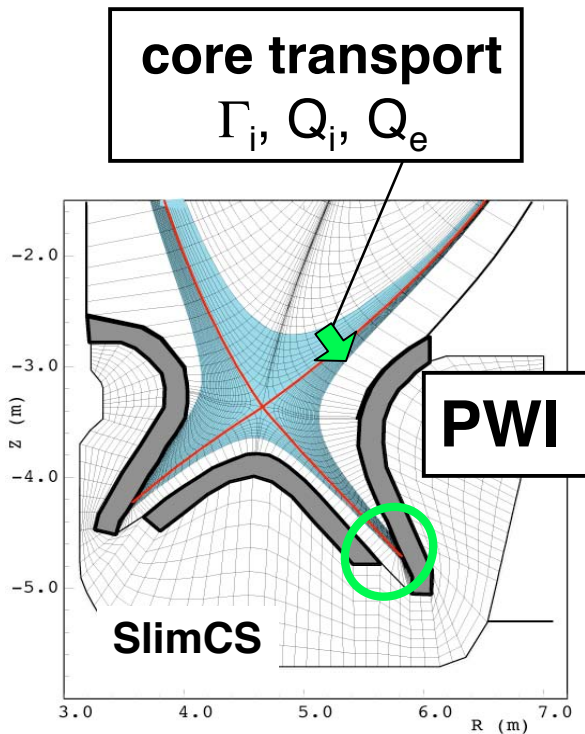 core transport
Γi, Qi, Qe
-2.0
-3.0
PWI
Z (m)
-4.0
-5.0
SlimCS
3.0 4.0 5.0 6.0 7.0
R (m)